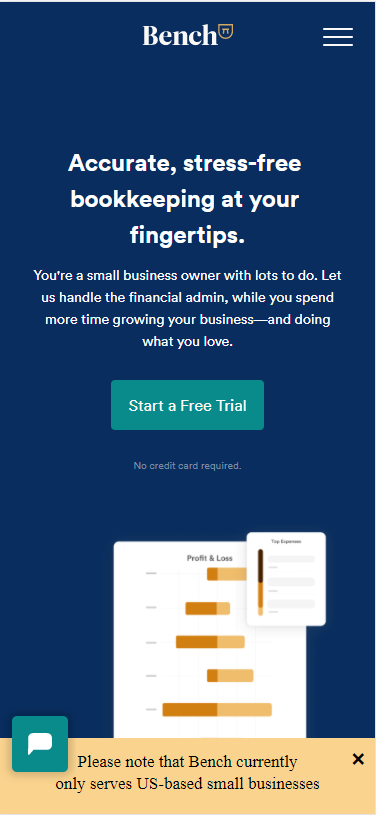 Bench
Accurate, stress-free
bookkeeping at your
fingertips.
You're a small business owner with lots to do. Let
us handle the financial admin, while you spend
more time growing your business—and doing
what you love.
Start a Free Trial
No credit card required.
Top Expenses
Profit & Loss
Please note that Bench currently
only serves US-based small businesses